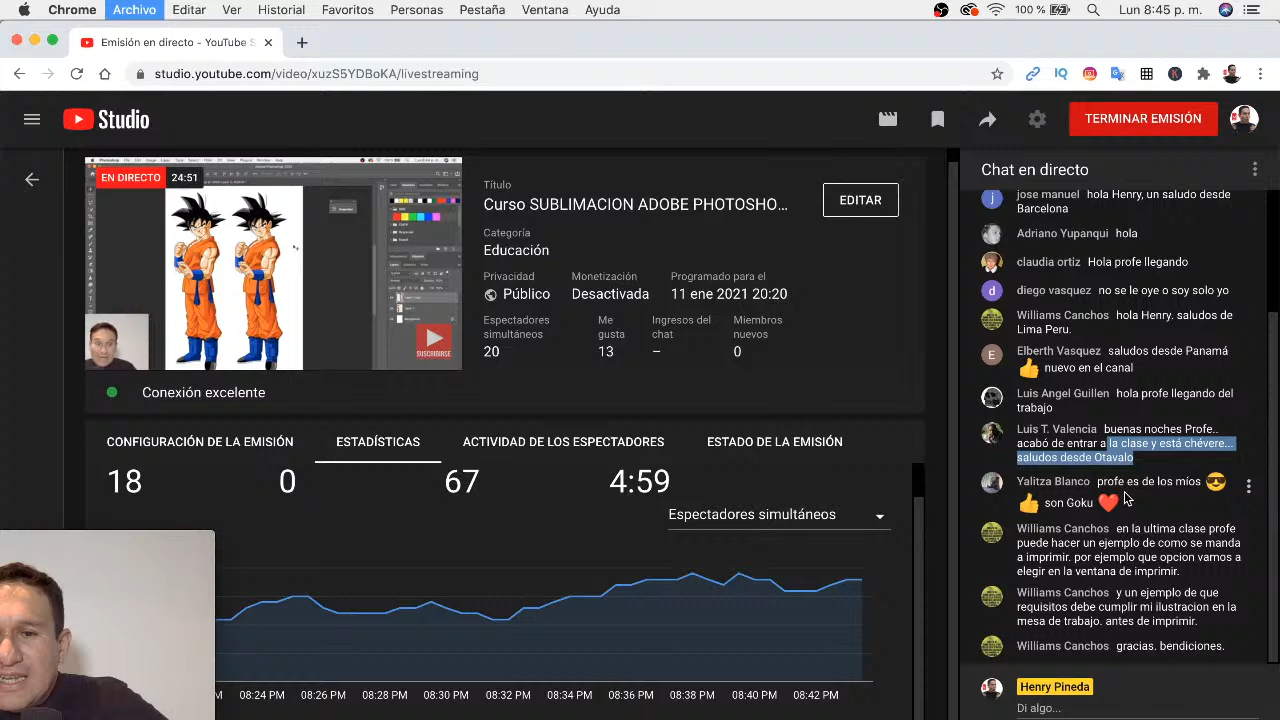 Chrome Archivo Editar Ver Historial Favoritos Personas Pestaña Ventana Ayuda 100 % Lun 8:45 p. m.
Emisión en directo - YouTube S
studio.youtube.com/video/xuzS5YDBoKA/livestreaming
Studio
TERMINAR EMISIÓN
EN DIRECTO 24:51
SUSCRIBIRSE
Título
Curso SUBLIMACION ADOBE PHOTOSHO...
EDITAR
Categoría
Educación
Privacidad Monetización Programado para el
Público Desactivada 11 ene 2021 20:20
Espectadores simultáneos Me gusta Ingresos del chat Miembros nuevos
20 13 – 0
Conexión excelente
CONFIGURACIÓN DE LA EMISIÓN ESTADÍSTICAS ACTIVIDAD DE LOS ESPECTADORES ESTADO DE LA EMISIÓN
18 0 67 4:59
Espectadores simultáneos
08:24 PM 08:26 PM 08:28 PM 08:30 PM 08:32 PM 08:34 PM 08:36 PM 08:38 PM 08:40 PM 08:42 PM
Chat en directo
jose manuel hola Henry, un saludo desde
Barcelona
Adriano Yupanqui hola
claudia ortiz Hola profe llegando
diego vasquez no se le oye o soy solo yo
Williams Canchos hola Henry. saludos de
Lima Peru.
Elberth Vasquez saludos desde Panamá
👍 nuevo en el canal
Luis Angel Guillen hola profe llegando del
trabajo
Luis T. Valencia buenas noches Profe..
acabó de entrar a la clase y está chévere...
saludos desde Otavalo
Yalitza Blanco profe es de los míos 😎
👍 son Goku ❤️
Williams Canchos en la ultima clase profe
puede hacer un ejemplo de como se manda
a imprimir. por ejemplo que opcion vamos a
elegir en la ventana de imprimir.
Williams Canchos y un ejemplo de que
requisitos debe cumplir mi ilustracion en la
mesa de trabajo. antes de imprimir.
Williams Canchos gracias. bendiciones.
Henry Pineda
Di algo...